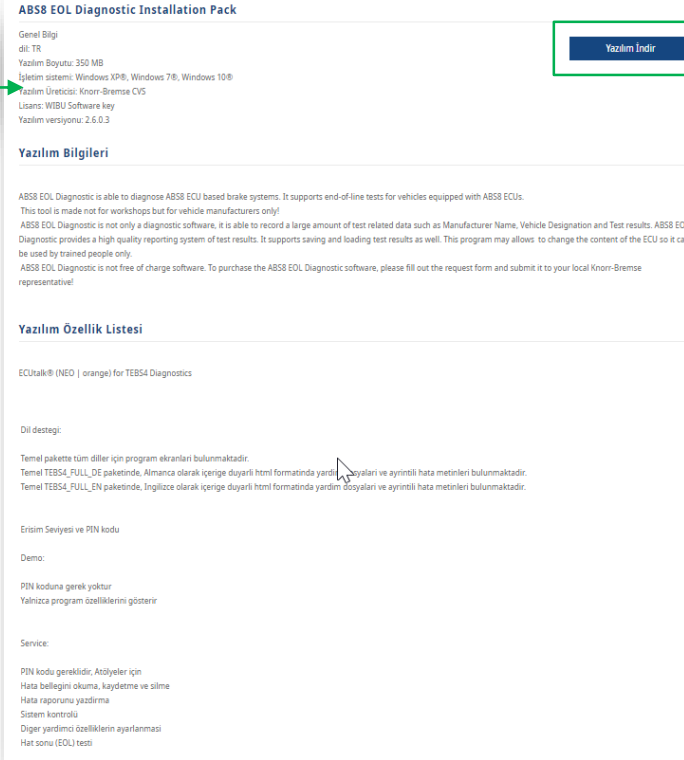 ABS8 EOL Diagnostic Installation Pack
Genel Bilgi
dil: TR
Yazılım Boyutu: 350 MB
İşletim sistemi: Windows XP®, Windows 7®, Windows 10®
Yazılım Üreticisi: Knorr-Bremse CVS
Lisans: WIBU Software key
Yazılım versiyonu: 2.6.0.3
Yazılım İndir
Yazılım Bilgileri
ABS8 EOL Diagnostic is able to diagnose ABS8 ECU based brake systems. It supports end-of-line tests for vehicles equipped with ABS8 ECUs.
This tool is made not for workshops but for vehicle manufacturers only!
ABS8 EOL Diagnostic is not only a diagnostic software, it is able to record a large amount of test related data such as Manufacturer Name, Vehicle Designation and Test results. ABS8 EO
Diagnostic provides a high quality reporting system of test results. It supports saving and loading test results as well. This program may allows to change the content of the ECU so it ca
be used by trained people only.
ABS8 EOL Diagnostic is not free of charge software. To purchase the ABS8 EOL Diagnostic software, please fill out the request form and submit it to your local Knorr-Bremse
representative!
Yazılım Özellik Listesi
ECUtalk® (NEO | orange) for TEBS4 Diagnostics
Dil destegi:
Temel pakette tüm diller için program ekranlari bulunmaktadir.
Temel TEBS4_FULL_DE paketinde, Almanca olarak içerige duyarli html formatinda yardim dosyalari ve ayrintili hata metinleri bulunmaktadir.
Temel TEBS4_FULL_EN paketinde, Ingilizce olarak içerige duyarli html formatinda yardim dosyalari ve ayrintili hata metinleri bulunmaktadir.
Erisim Seviyesi ve PIN kodu
Demo:
PIN koduna gerek yoktur
Yalnizca program özelliklerini gösterir
Service:
PIN kodu gereklidir, Atölyeler için
Hata bellegini okuma, kaydetme ve silme
Hata raporunu yazdirma
Sistem kontrolü
Diger yardimci özelliklerin ayarlanmasi
Hat sonu (EOL) testi